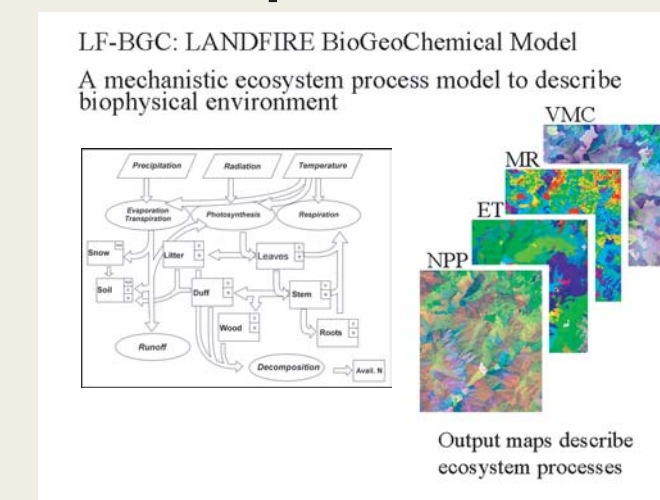 LF-BGC: LANDFIRE BioGeoChemical Model
A mechanistic ecosystem process model to describe
biophysical environment
VMC
MR
ET
NPP
Precipitation
Radiation
Temperature
Evaporation
Transpiration
Photosynthesis
Respiration
Snow
Litter
Leaves
Soil
Duff
Stem
Wood
Roots
Runoff
Decomposition
Avail. N
Output maps describe
ecosystem processes